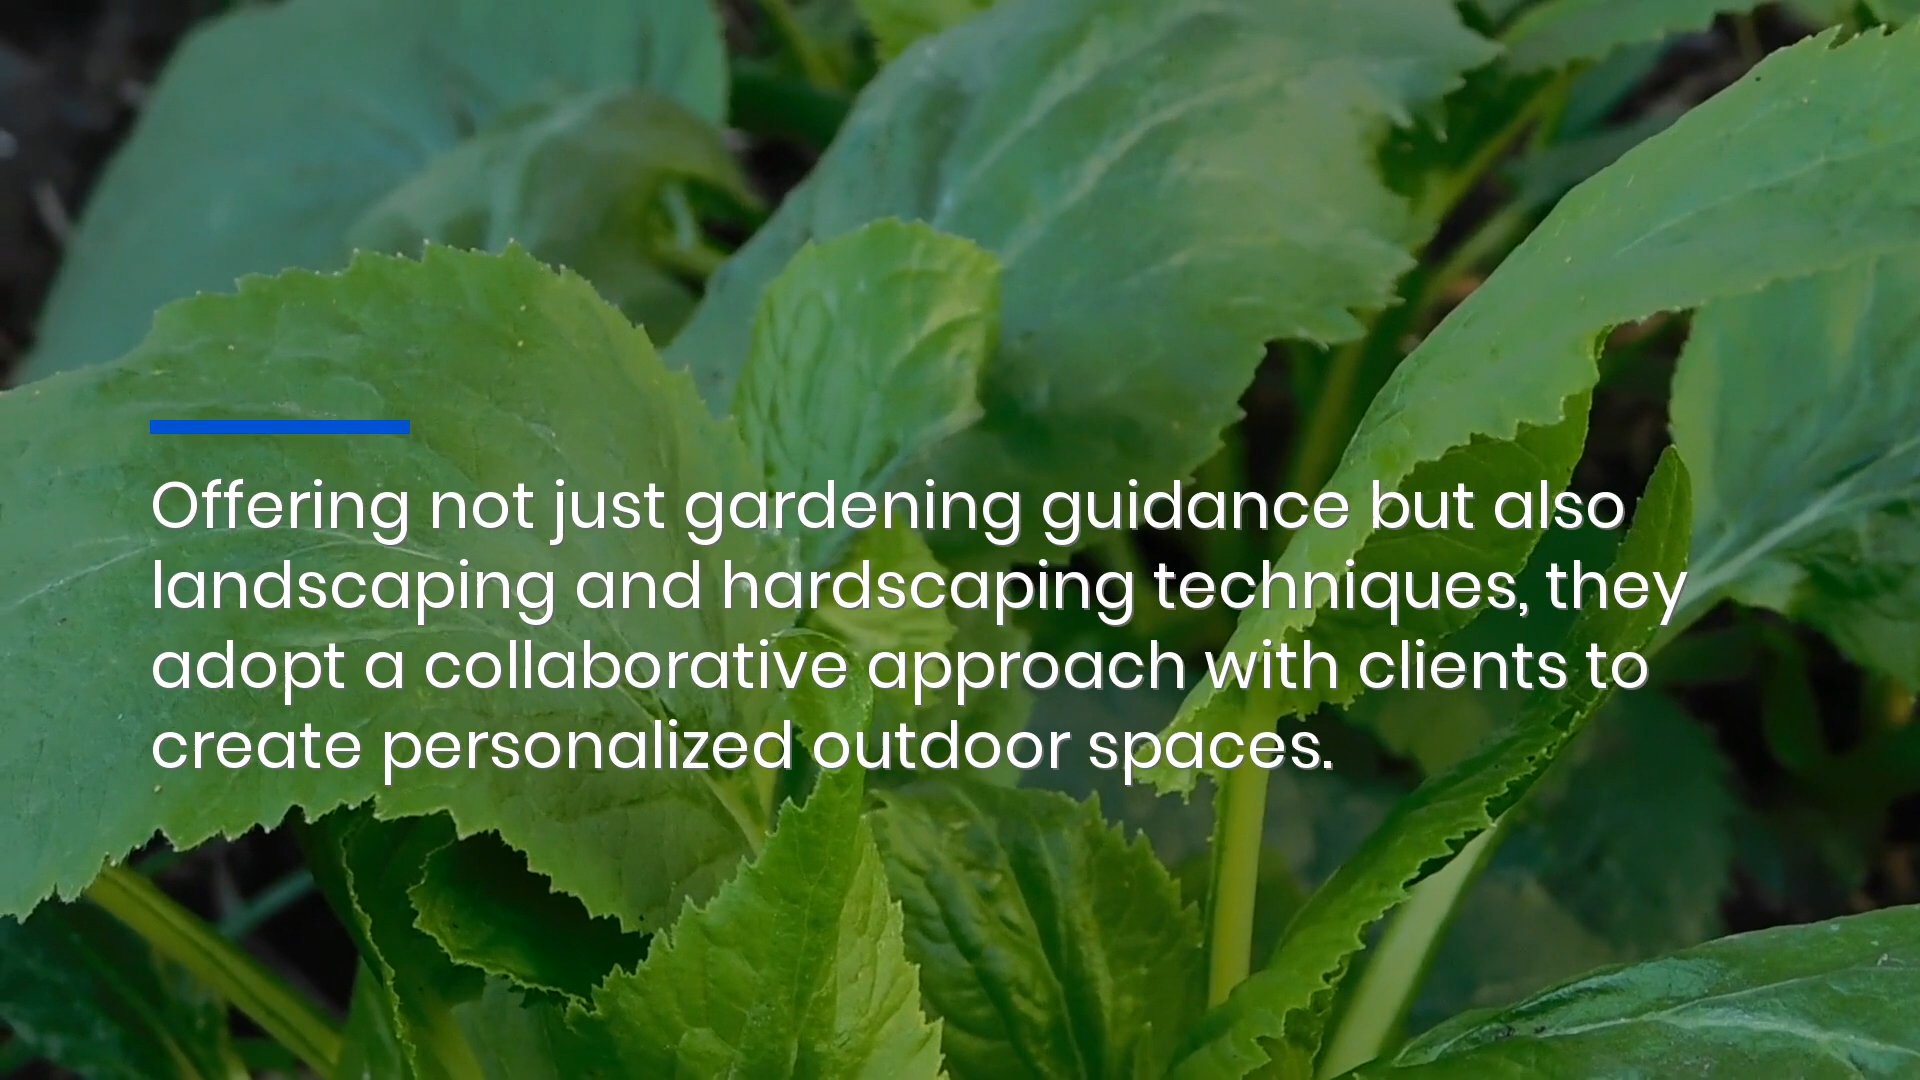 Offering not just gardening guidance but also
landscaping and hardscaping techniques, they
adopt a collaborative approach with clients to
create personalized outdoor spaces.